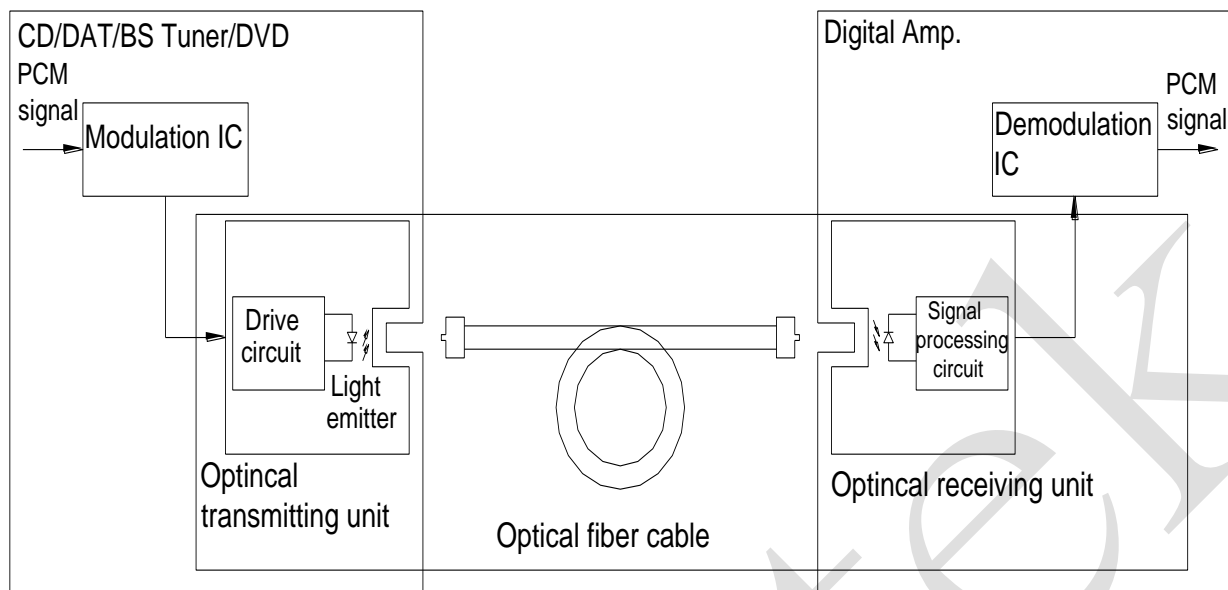 CD/DAT/BS Tuner/DVD
PCM
signal
Modulation IC
Drive
circuit
Light
emitter
Optincal
transmitting unit
Optical fiber cable
Digital Amp.
PCM
signal
Demodulation
IC
Signal
processing
circuit
Optincal receiving unit